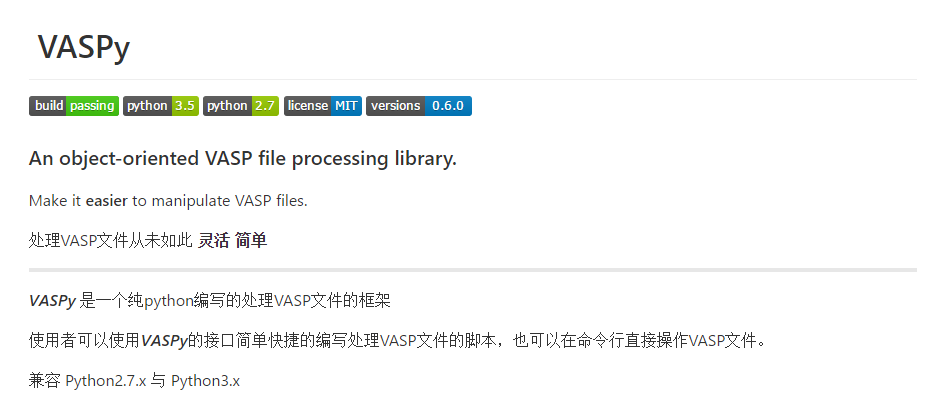 VASPy
build passing python 3.5 python 2.7 license MIT versions 0.6.0
An object-oriented VASP file processing library.
Make it easier to manipulate VASP files.
处理VASP文件从未如此 灵活 简单
VASPy 是一个纯python编写的处理VASP文件的框架
使用者可以使用VASPy的接口简单快捷的编写处理VASP文件的脚本，也可以在命令行直接操作VASP文件。
兼容 Python2.7.x 与 Python3.x